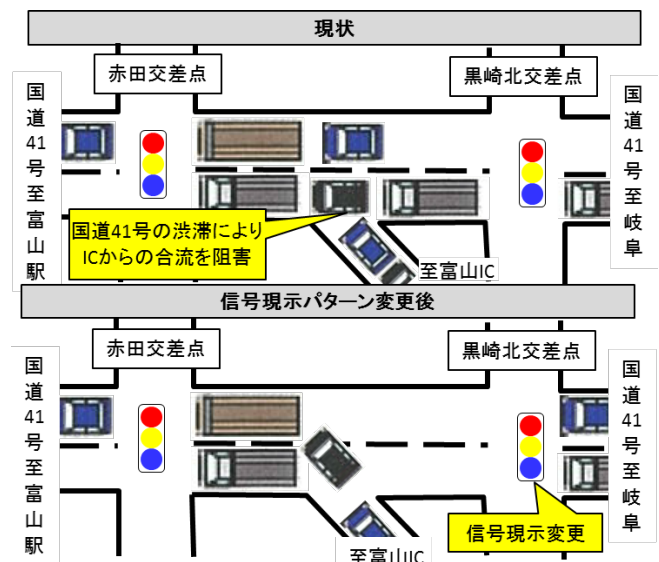 現状
赤田交差点
黒崎北交差点
国道41号至富山駅
国道41号至岐阜
国道41号の渋滞により
ICからの合流を阻害
至富山IC
信号現示パターン変更後
赤田交差点
黒崎北交差点
国道41号至富山駅
国道41号至岐阜
信号現示変更
至富山IC